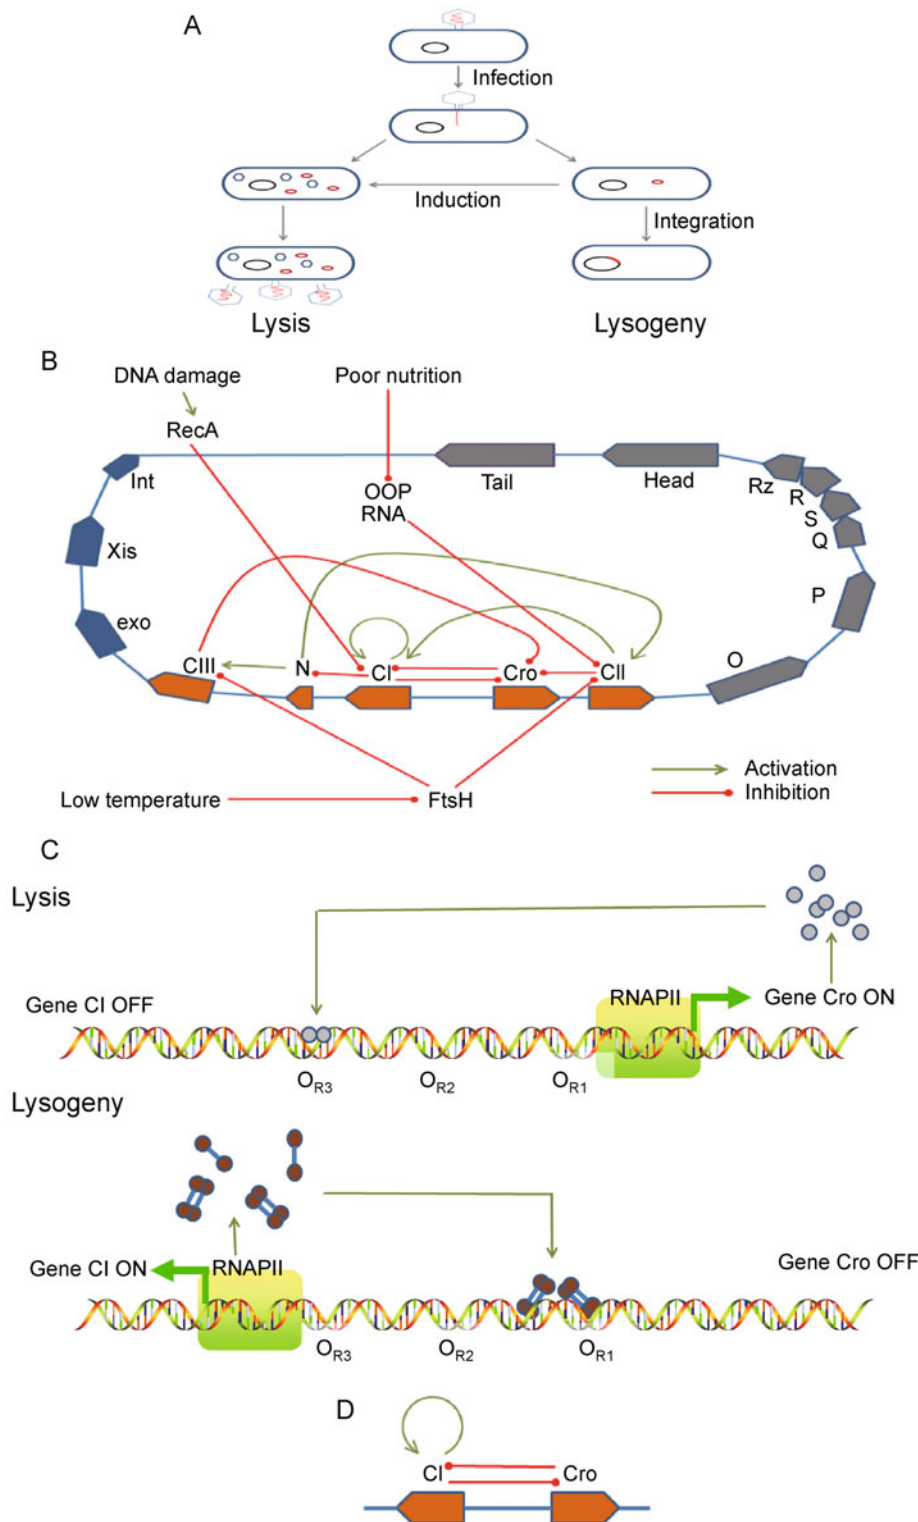 A
Infection
Induction
Integration
Lysis
Lysogeny
B
DNA damage
Poor nutrition
RecA
Int
OOP
RNA
Tail
Head
Rz
R
S
Q
Xis
P
exo
CIII
N
CI
Cro
CII
O
Low temperature
FtsH
Activation
Inhibition
C
Lysis
Gene CI OFF
RNAPII
Gene Cro ON
OR3
OR2
OR1
Lysogeny
Gene CI ON
RNAPII
Gene Cro OFF
OR3
OR2
OR1
D
CI
Cro